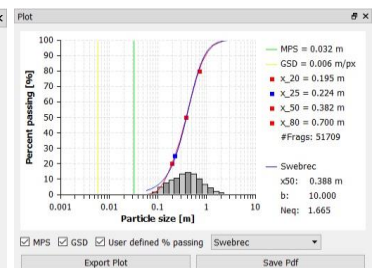 Plot
100
90
80
70
60
50
40
30
20
10
0
Percent passing [%]
0.001
0.01
0.1
1
10
Particle size [m]
MPS = 0.032 m
GSD = 0.006 m/px
x_20 = 0.195 m
x_25 = 0.224 m
x_50 = 0.382 m
x_80 = 0.700 m
#Frags: 51709
Swebrec
x50: 0.388 m
b: 10.000
Neq: 1.665
MPS GSD User defined % passing Swebrec
Export Plot Save Pdf